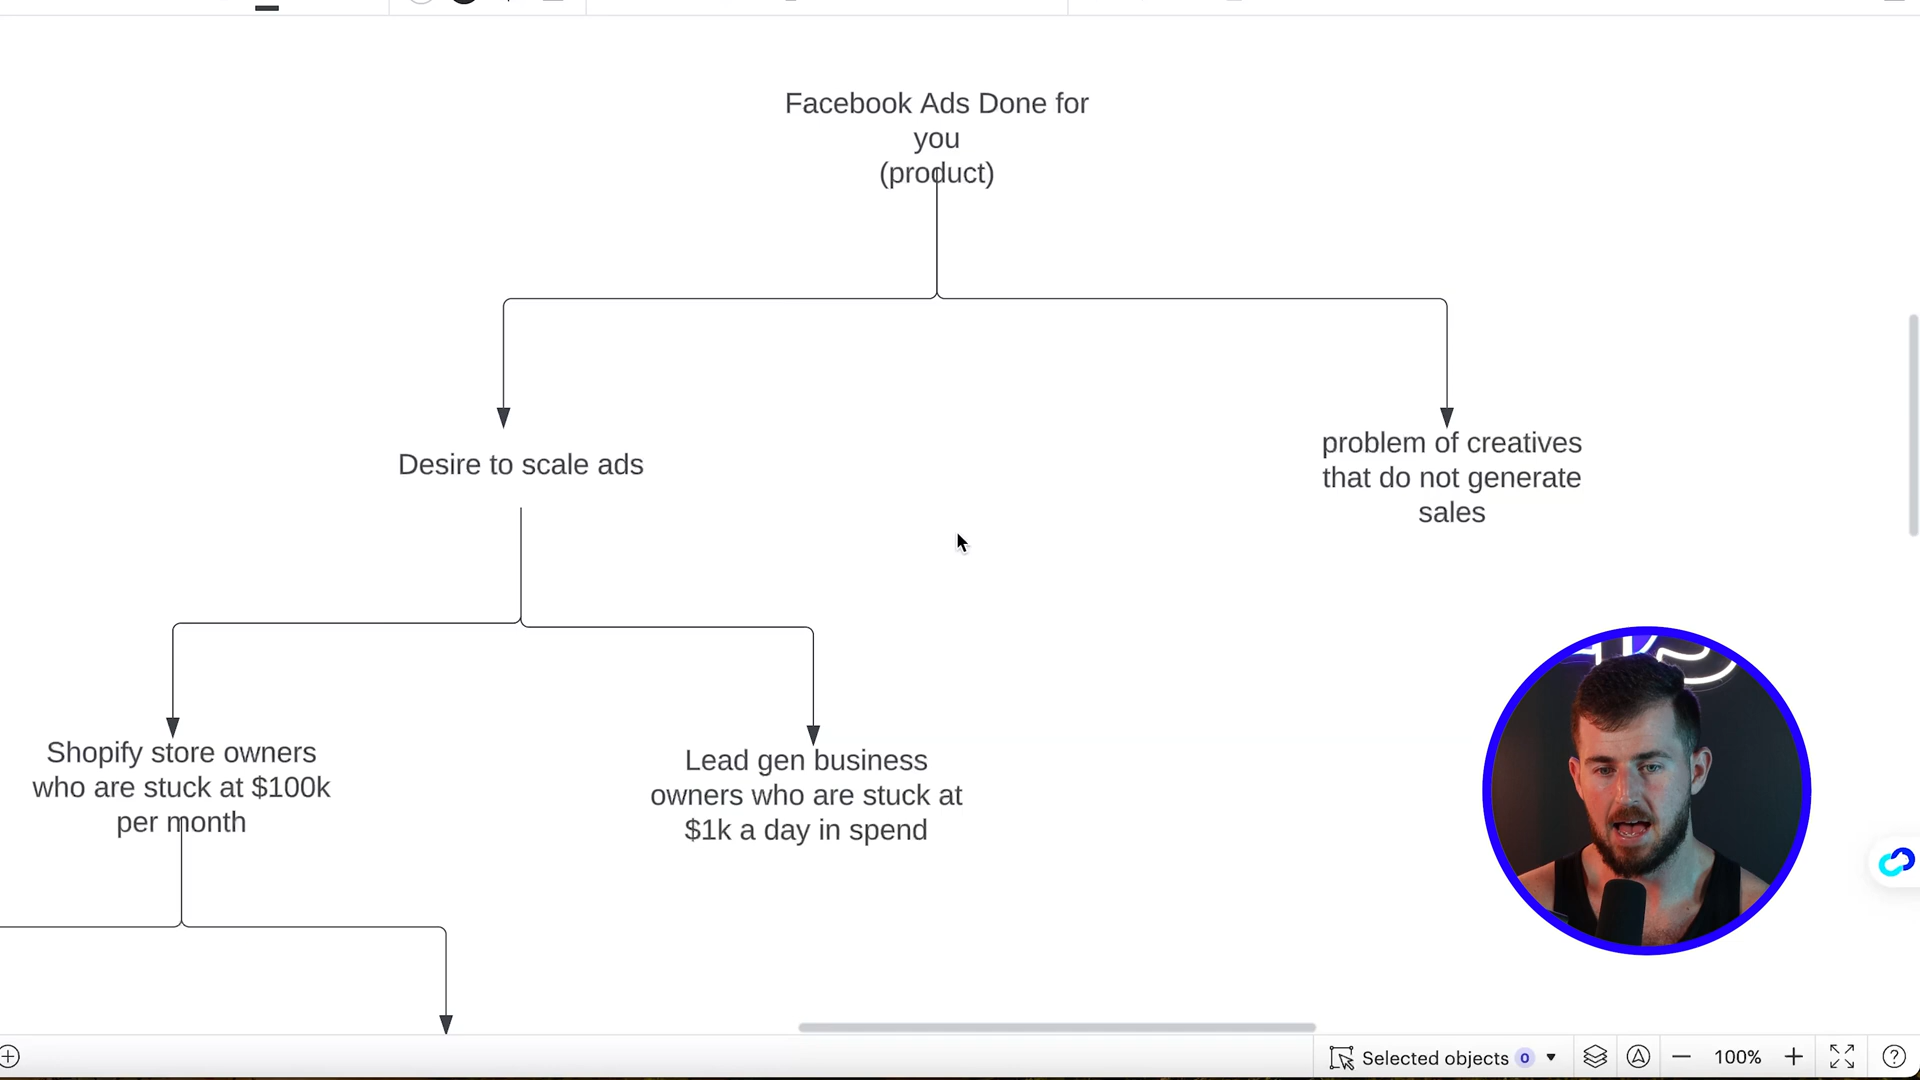 Facebook Ads Done for
you
(product)
Desire to scale ads
problem of creatives
that do not generate
sales
Shopify store owners
who are stuck at $100k
per month
Lead gen business
owners who are stuck at
$1k a day in spend
Selected objects 0
100%